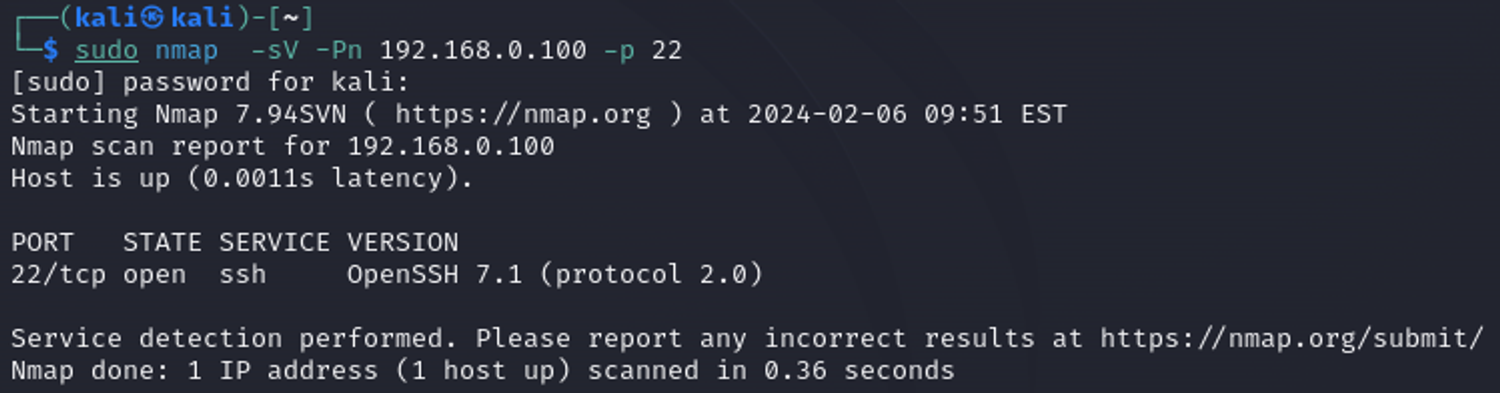 ┌──(kali㉿kali)-[~]
└─$ sudo nmap  -sV -Pn 192.168.0.100 -p 22
[sudo] password for kali:
Starting Nmap 7.94SVN ( https://nmap.org ) at 2024-02-06 09:51 EST
Nmap scan report for 192.168.0.100
Host is up (0.0011s latency).

PORT   STATE SERVICE VERSION
22/tcp open  ssh     OpenSSH 7.1 (protocol 2.0)

Service detection performed. Please report any incorrect results at https://nmap.org/submit/
Nmap done: 1 IP address (1 host up) scanned in 0.36 seconds